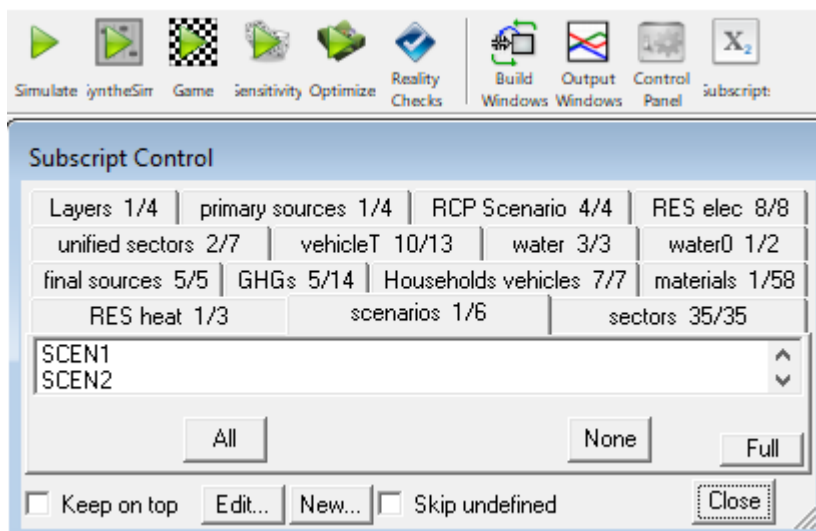 Simulate SyntheSim Game Sensitivity Optimize Reality Checks Build Windows Output Windows Control Panel Subscripts
Subscript Control
Layers 1/4 primary sources 1/4 RCP Scenario 4/4 RES elec 8/8
unified sectors 2/7 vehicleT 10/13 water 3/3 water0 1/2
final sources 5/5 GHGs 5/14 Households vehicles 7/7 materials 1/58
RES heat 1/3 scenarios 1/6 sectors 35/35
SCEN1
SCEN2
All None Full
Keep on top Edit... New... Skip undefined Close